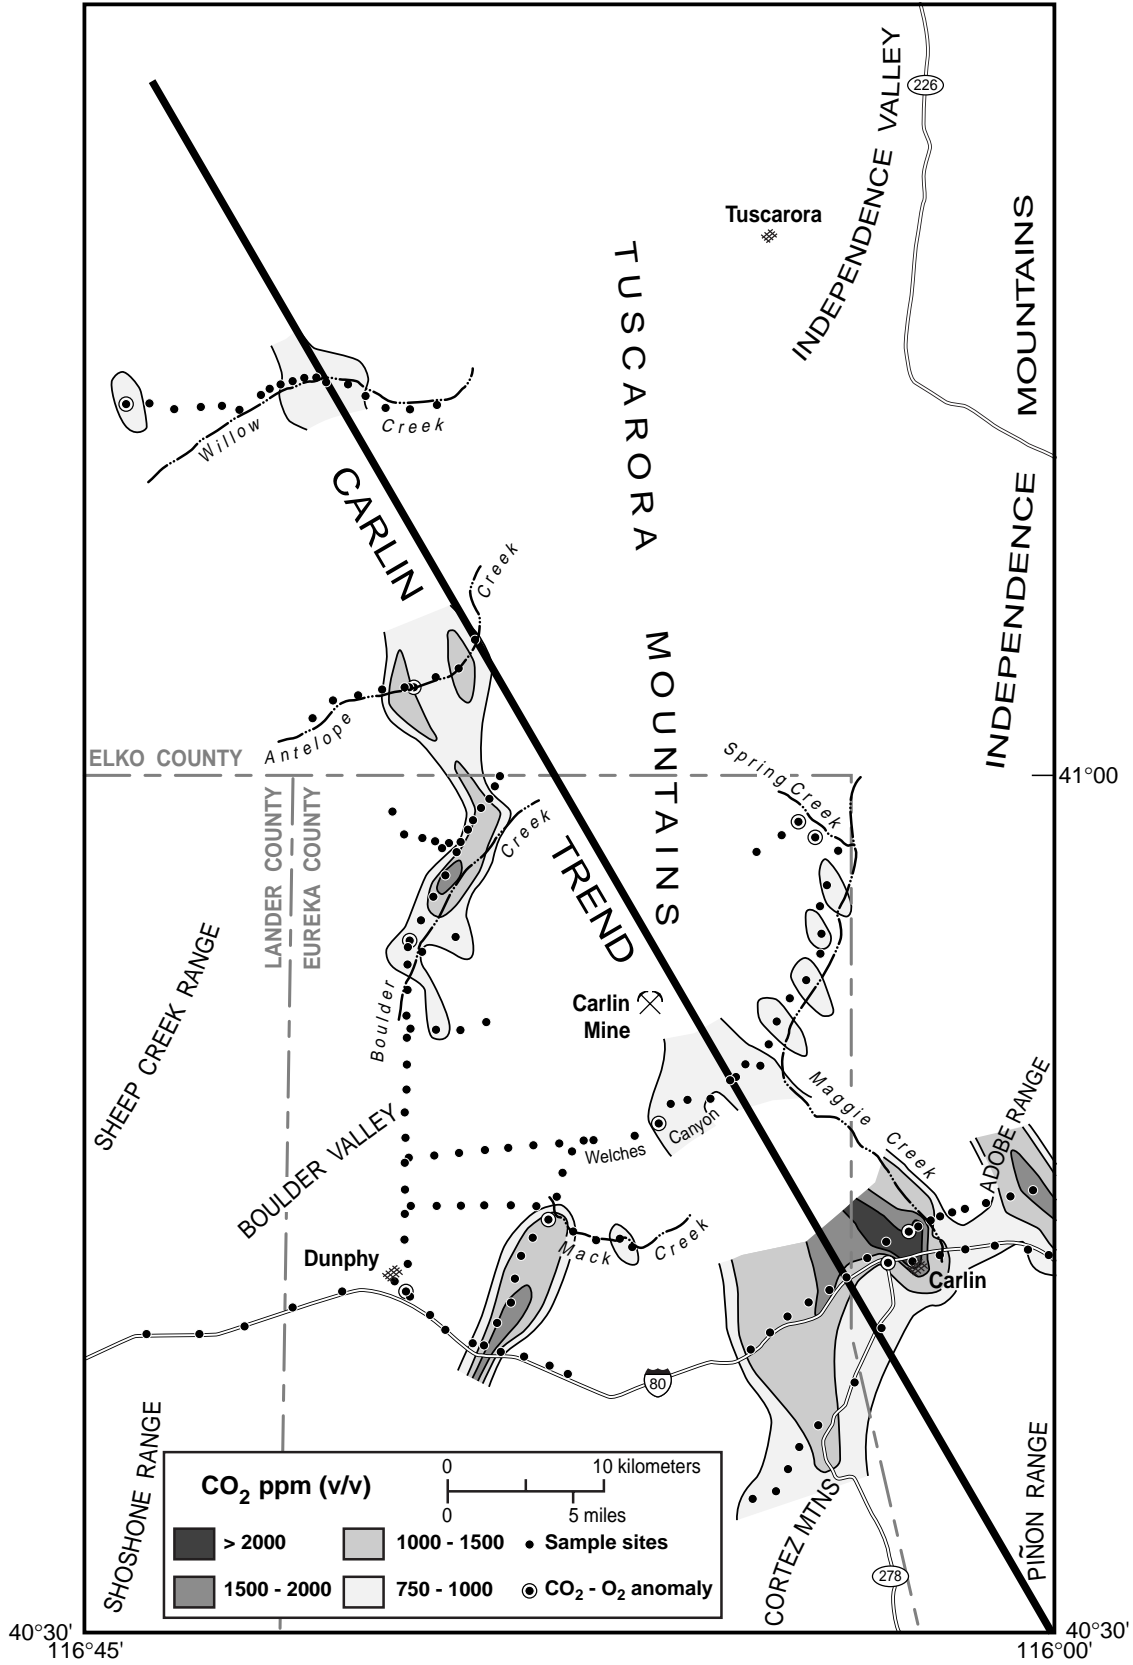 INDEPENDENCE VALLEY
226
Tuscarora
TUSCARORA MOUNTAINS
INDEPENDENCE MOUNTAINS
Willow Creek
CARLIN TREND
Antelope Creek
ELKO COUNTY
LANDER COUNTY
EUREKA COUNTY
41°00
Spring Creek
Boulder Creek
SHEEP CREEK RANGE
Carlin
Mine
Maggie Creek
ADOBE RANGE
Welches Canyon
BOULDER VALLEY
Mack Creek
Dunphy
Carlin
80
SHOSHONE RANGE
CORTEZ MTNS
278
PIÑON RANGE
CO2 ppm (v/v)
0 10 kilometers
0 5 miles
> 2000
1500 - 2000
1000 - 1500
750 - 1000
Sample sites
CO2 - O2 anomaly
40°30'
116°45'
40°30'
116°00'